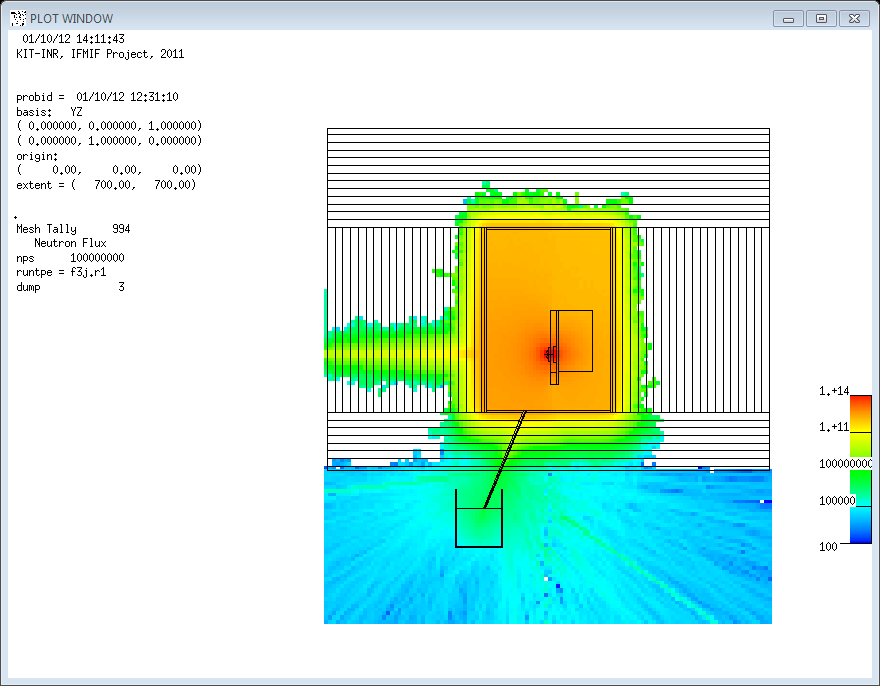 PLOT WINDOW
01/10/12 14:11:43
KIT-INR, IFMIF Project, 2011
probid = 01/10/12 12:31:10
basis: YZ
( 0.000000, 0.000000, 1.000000)
( 0.000000, 1.000000, 0.000000)
origin:
( 0.00, 0.00, 0.00)
extent = ( 700.00, 700.00)
Mesh Tally 994
Neutron Flux
nps 100000000
runtpe = f3j.r1
dump 3
1.+14
1.+11
100000000
100000
100